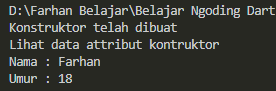 D:\Farhan Belajar\Belajar Ngoding Dart
Konstruktor telah dibuat
Lihat data attribut kontruktor
Nama : Farhan
Umur : 18